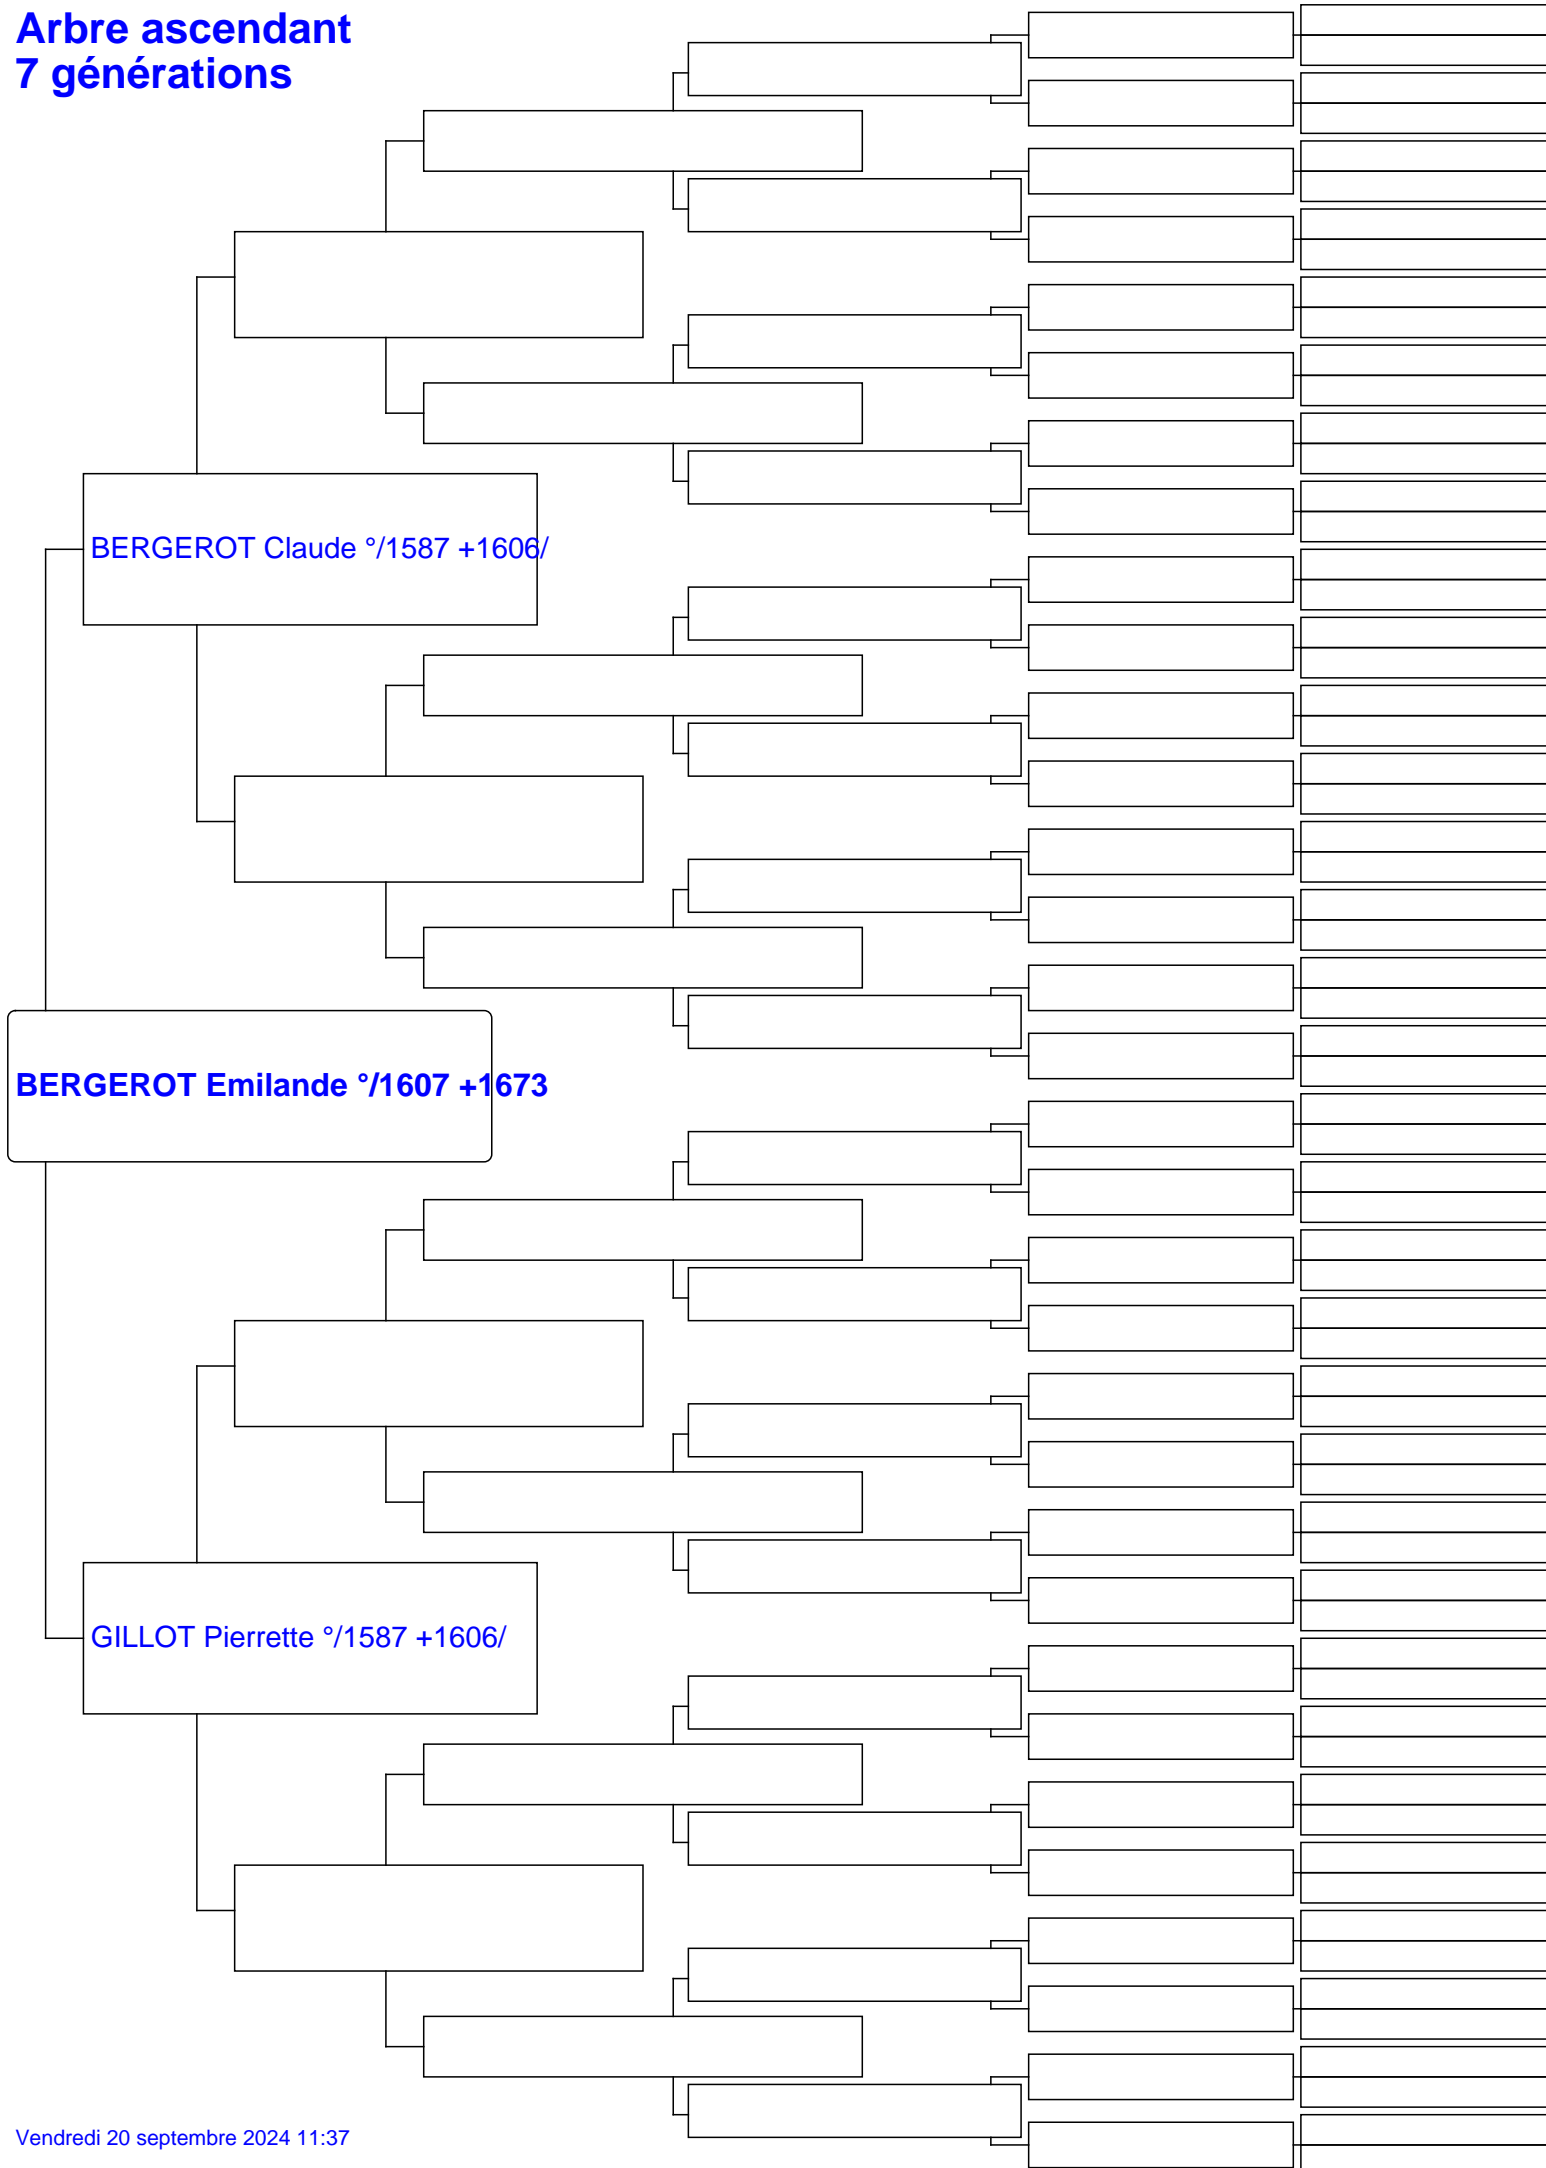 Arbre ascendant
7 générations
BERGEROT Claude °/1587 +1606/
BERGEROT Emilande °/1607 +1673
GILLOT Pierrette °/1587 +1606/
Vendredi 20 septembre 2024 11:37